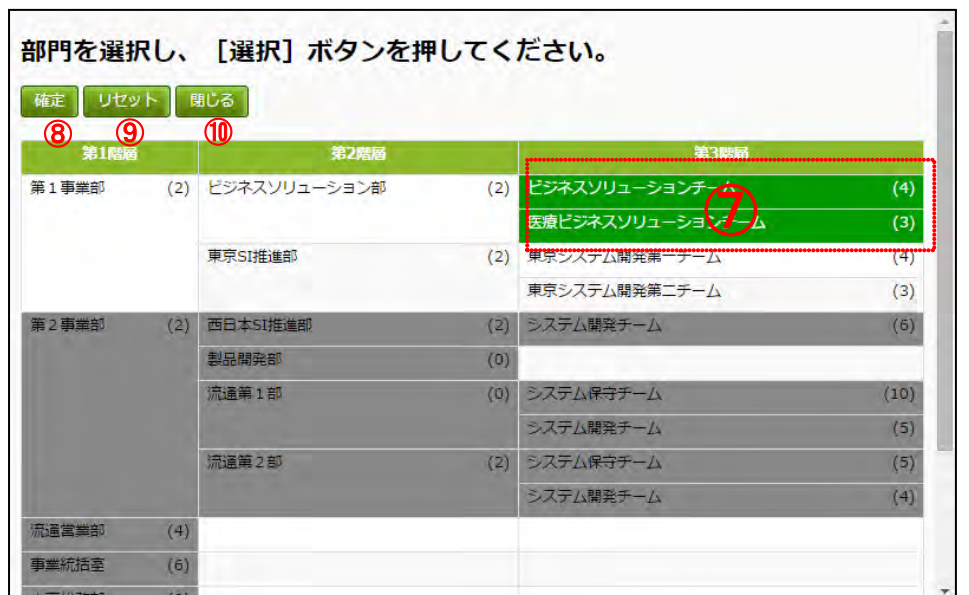 部門を選択し、［選択］ボタンを押してください。
確定 リセット 閉じる
⑧ ⑨ ⑩
第1階層 第2階層 第3階層
第１事業部 (2) ビジネスソリューション部 (2) ビジネスソリューションチーム (4)
⑦
医療ビジネスソリューションチーム (3)
東京SI推進部 (2) 東京システム開発第一チーム (4)
東京システム開発第二チーム (3)
第２事業部 (2) 西日本SI推進部 (2) システム開発チーム (6)
製品開発部 (0)
流通第１部 (0) システム保守チーム (10)
システム開発チーム (5)
流通第２部 (2) システム保守チーム (5)
システム開発チーム (4)
流通営業部 (4)
事業統括室 (6)